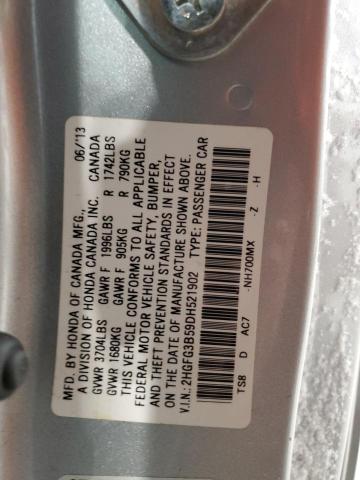 MFD. BY HONDA OF CANADA MFG. 06/13
A DIVISION OF HONDA CANADA INC. CANADA
GVWR 3704LBS GAWR F 1996LBS R 1742LBS
GVWR 1680KG GAWR F 905KG R 790KG
THIS VEHICLE CONFORMS TO ALL APPLICABLE
FEDERAL MOTOR VEHICLE SAFETY, BUMPER,
AND THEFT PREVENTION STANDARDS IN EFFECT
ON THE DATE OF MANUFACTURE SHOWN ABOVE.
V.I.N.: 2HGFG3B59DH521902 TYPE: PASSENGER CAR
TS8 D AC7 -NH700MX -Z -H